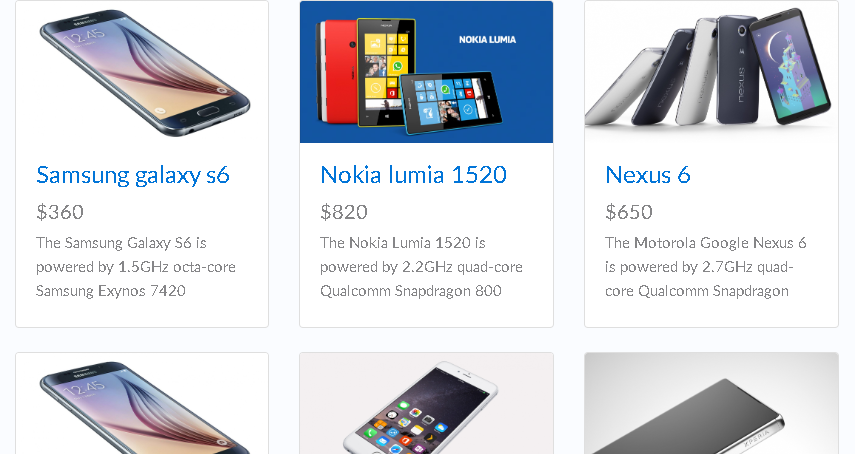 12:45
NOKIA LUMIA
nexus
nexus
Samsung galaxy s6
Nokia lumia 1520
Nexus 6
$360
$820
$650
The Samsung Galaxy S6 is
powered by 1.5GHz octa-core
Samsung Exynos 7420
The Nokia Lumia 1520 is
powered by 2.2GHz quad-core
Qualcomm Snapdragon 800
The Motorola Google Nexus 6
is powered by 2.7GHz quad-
core Qualcomm Snapdragon
12:45
XPERIA